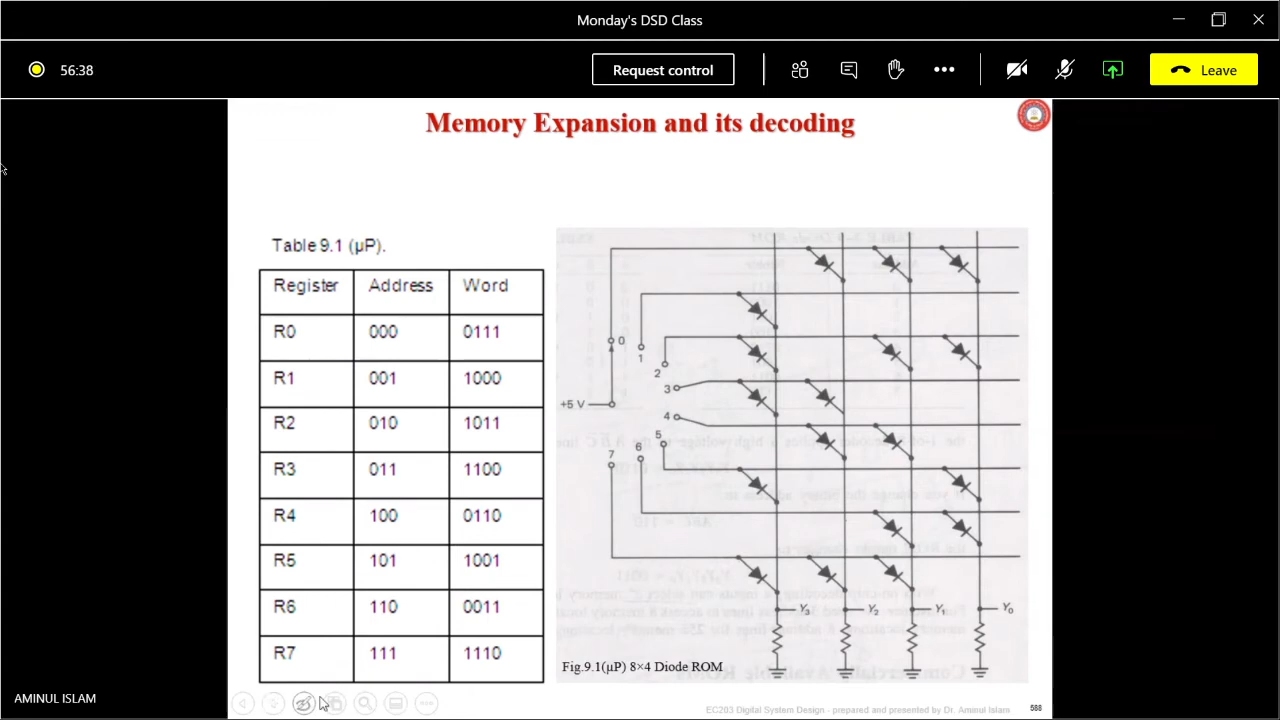 Monday's DSD Class
56:38
Request control
Leave
Memory Expansion and its decoding
Table 9.1 (µP).
Register Address Word
R0 000 0111
R1 001 1000
R2 010 1011
R3 011 1100
R4 100 0110
R5 101 1001
R6 110 0011
R7 111 1110
0
1
2
3
+5 V
4
5
6
7
Y3 Y2 Y1 Y0
Fig.9.1(µP) 8×4 Diode ROM
AMINUL ISLAM
EC203 Digital System Design - prepared and presented by Dr. Aminul Islam
568